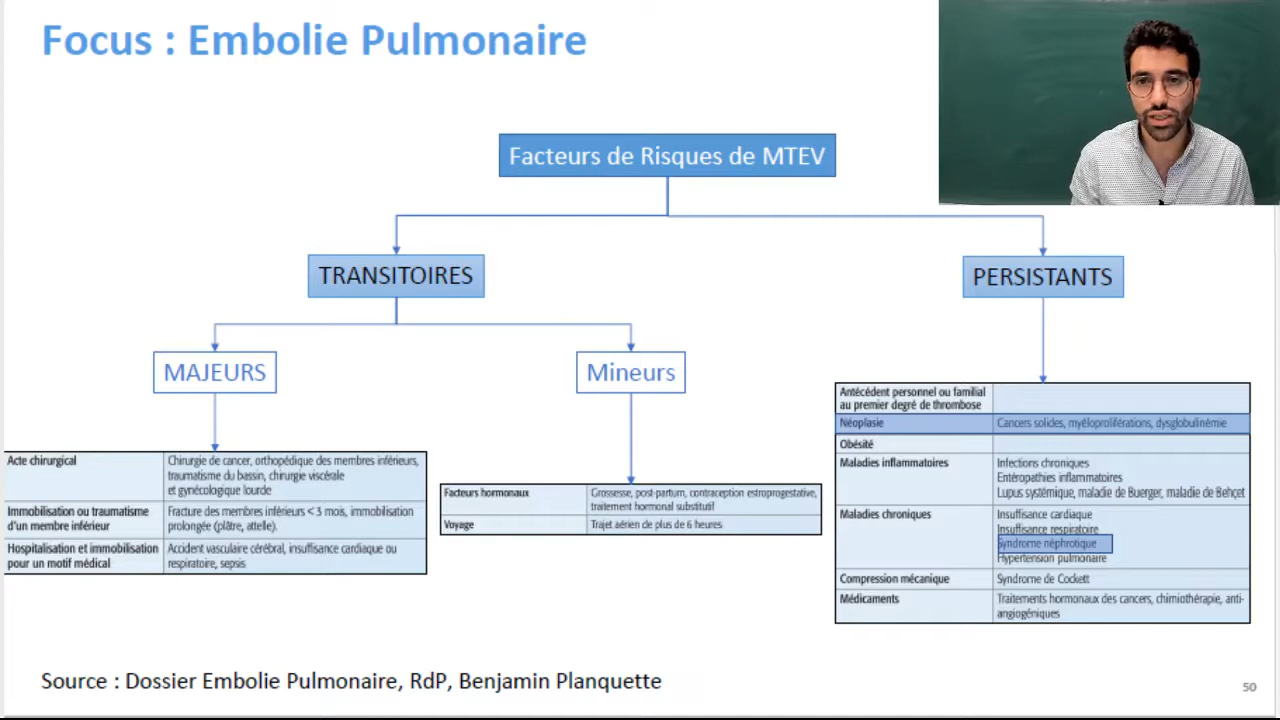 Focus : Embolie Pulmonaire
Facteurs de Risques de MTEV
TRANSITOIRES
PERSISTANTS
MAJEURS
Mineurs
Acte chirurgical
Chirurgie de cancer, orthopédique des membres inférieurs,
traumatisme du bassin, chirurgie viscérale
et gynécologique lourde
Immobilisation ou traumatisme
d'un membre inférieur
Fracture des membres inférieurs < 3 mois, immobilisation
prolongée (plâtre, attelle).
Hospitalisation et immobilisation
pour un motif médical
Accident vasculaire cérébral, insuffisance cardiaque ou
respiratoire, sepsis
Facteurs hormonaux
Grossesse, post-partum, contraception estroprogestative,
traitement hormonal substitutif
Voyage
Trajet aérien de plus de 6 heures
Antécédent personnel ou familial
au premier degré de thrombose
Néoplasie
Cancers solides, myéloproliférations, dysglobulinémie
Obésité
Maladies inflammatoires
Infections chroniques
Entéropathies inflammatoires
Lupus systémique, maladie de Buerger, maladie de Behçet
Maladies chroniques
Insuffisance cardiaque
Insuffisance respiratoire
Syndrome néphrotique
Hypertension pulmonaire
Compression mécanique
Syndrome de Cockett
Médicaments
Traitements hormonaux des cancers, chimiothérapie, anti-
angiogéniques
Source : Dossier Embolie Pulmonaire, RdP, Benjamin Planquette
50